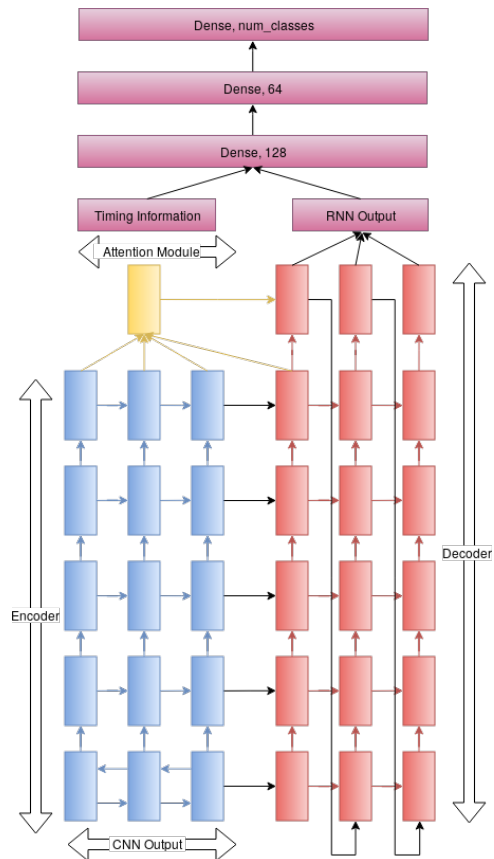 Dense, num_classes
Dense, 64
Dense, 128
Timing Information
RNN Output
Attention Module
Decoder
Encoder
CNN Output